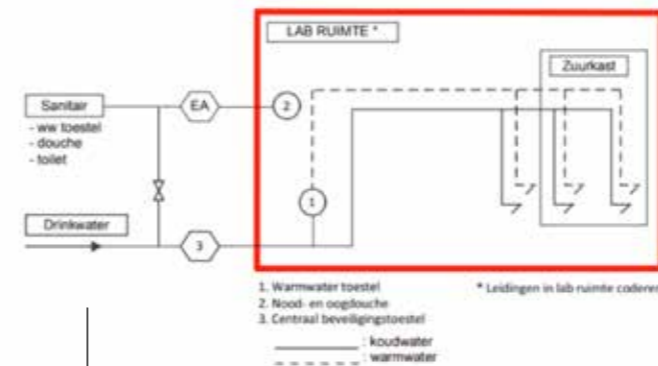 LAB RUIMTE *
Zuurkast
Sanitair
EA
2
- ww toestel
- douche
- toilet
1
Drinkwater
3
1. Warmwater toestel
* Leidingen in lab ruimte coderen
2. Nood- en oogdouche
3. Centraal beveiligingstoestel
: koudwater
: warmwater